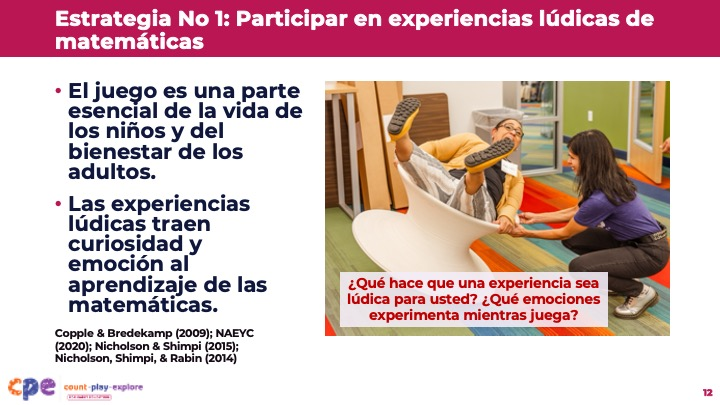 Estrategia No 1: Participar en experiencias lúdicas de
matemáticas
• El juego es una parte
esencial de la vida de
los niños y del
bienestar de los
adultos.
• Las experiencias
lúdicas traen
curiosidad y
emoción al
aprendizaje de las
matemáticas.
¿Qué hace que una experiencia sea
lúdica para usted? ¿Qué emociones
experimenta mientras juega?
Copple & Bredekamp (2009); NAEYC
(2020); Nicholson & Shimpi (2015);
Nicholson, Shimpi, & Rabin (2014)
cpe
count·play·explore
12